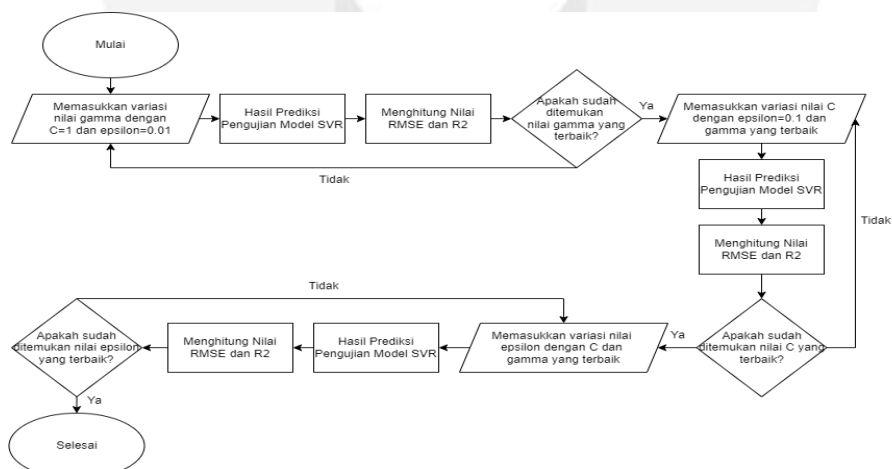 Mulai
Memasukkan variasi
nilai gamma dengan
C=1 dan epsilon=0.01
Hasil Prediksi
Pengujian Model SVR
Menghitung Nilai
RMSE dan R2
Apakah sudah
ditemukan
nilai gamma yang
terbaik?
Ya
Memasukkan variasi nilai C
dengan epsilon=0.1 dan
gamma yang terbaik
Tidak
Hasil Prediksi
Pengujian Model SVR
Tidak
Menghitung Nilai
RMSE dan R2
Apakah sudah
ditemukan nilai C yang
terbaik?
Ya
Memasukkan variasi nilai
epsilon dengan C dan
gamma yang terbaik
Hasil Prediksi
Pengujian Model SVR
Menghitung Nilai
RMSE dan R2
Tidak
Apakah sudah
ditemukan nilai epsilon
yang terbaik?
Ya
Selesai